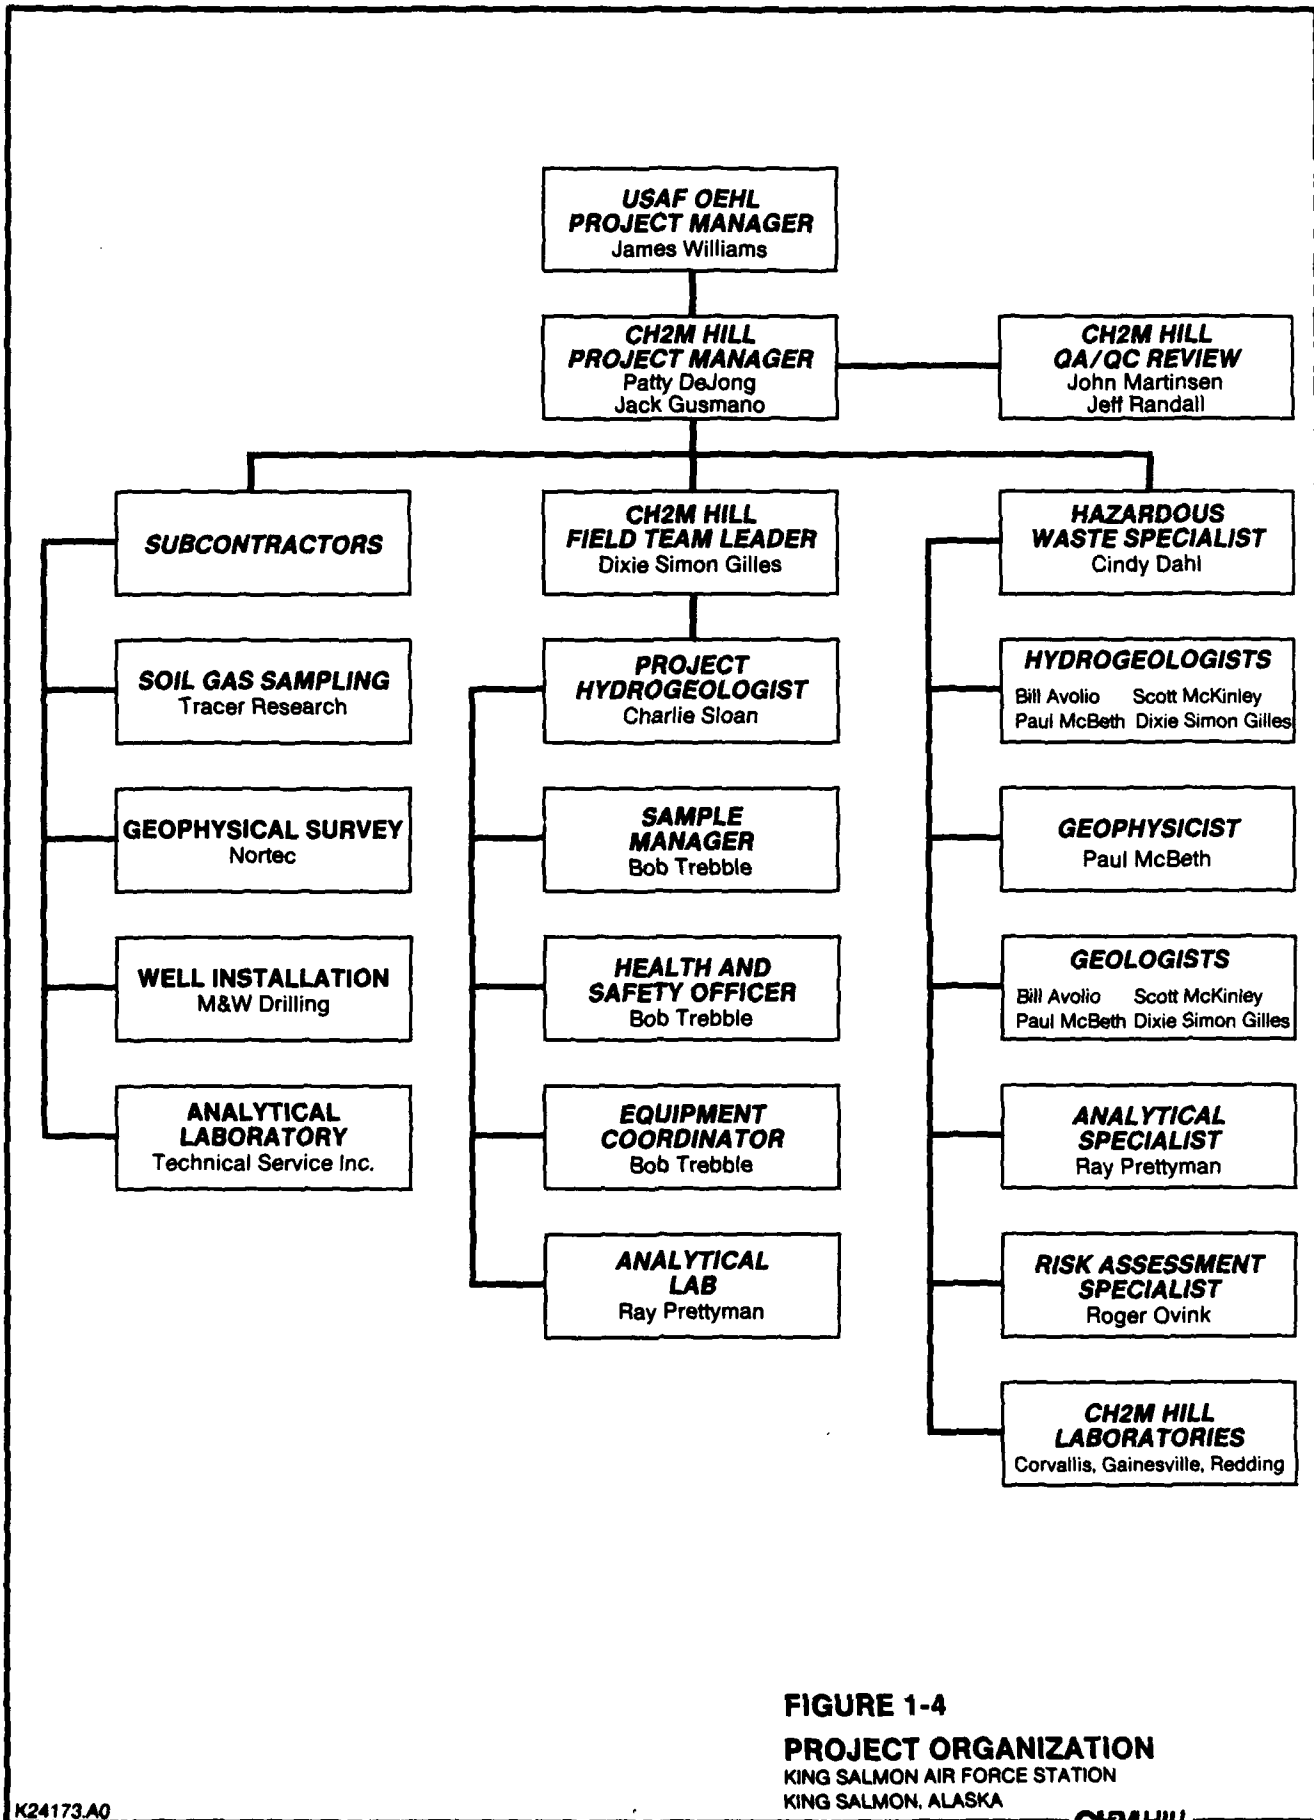 USAF OEHL
PROJECT MANAGER
James Williams
CH2M HILL
PROJECT MANAGER
Patty DeJong
Jack Gusmano
CH2M HILL
QA/QC REVIEW
John Martinsen
Jeff Randall
SUBCONTRACTORS
SOIL GAS SAMPLING
Tracer Research
GEOPHYSICAL SURVEY
Nortec
WELL INSTALLATION
M&W Drilling
ANALYTICAL
LABORATORY
Technical Service Inc.
CH2M HILL
FIELD TEAM LEADER
Dixie Simon Gilles
PROJECT
HYDROGEOLOGIST
Charlie Sloan
SAMPLE
MANAGER
Bob Trebble
HEALTH AND
SAFETY OFFICER
Bob Trebble
EQUIPMENT
COORDINATOR
Bob Trebble
ANALYTICAL
LAB
Ray Prettyman
HAZARDOUS
WASTE SPECIALIST
Cindy Dahl
HYDROGEOLOGISTS
Bill Avolio Scott McKinley
Paul McBeth Dixie Simon Gilles
GEOPHYSICIST
Paul McBeth
GEOLOGISTS
Bill Avolio Scott McKinley
Paul McBeth Dixie Simon Gilles
ANALYTICAL
SPECIALIST
Ray Prettyman
RISK ASSESSMENT
SPECIALIST
Roger Ovink
CH2M HILL
LABORATORIES
Corvallis, Gainesville, Redding
FIGURE 1-4
PROJECT ORGANIZATION
KING SALMON AIR FORCE STATION
KING SALMON, ALASKA
K24173.A0